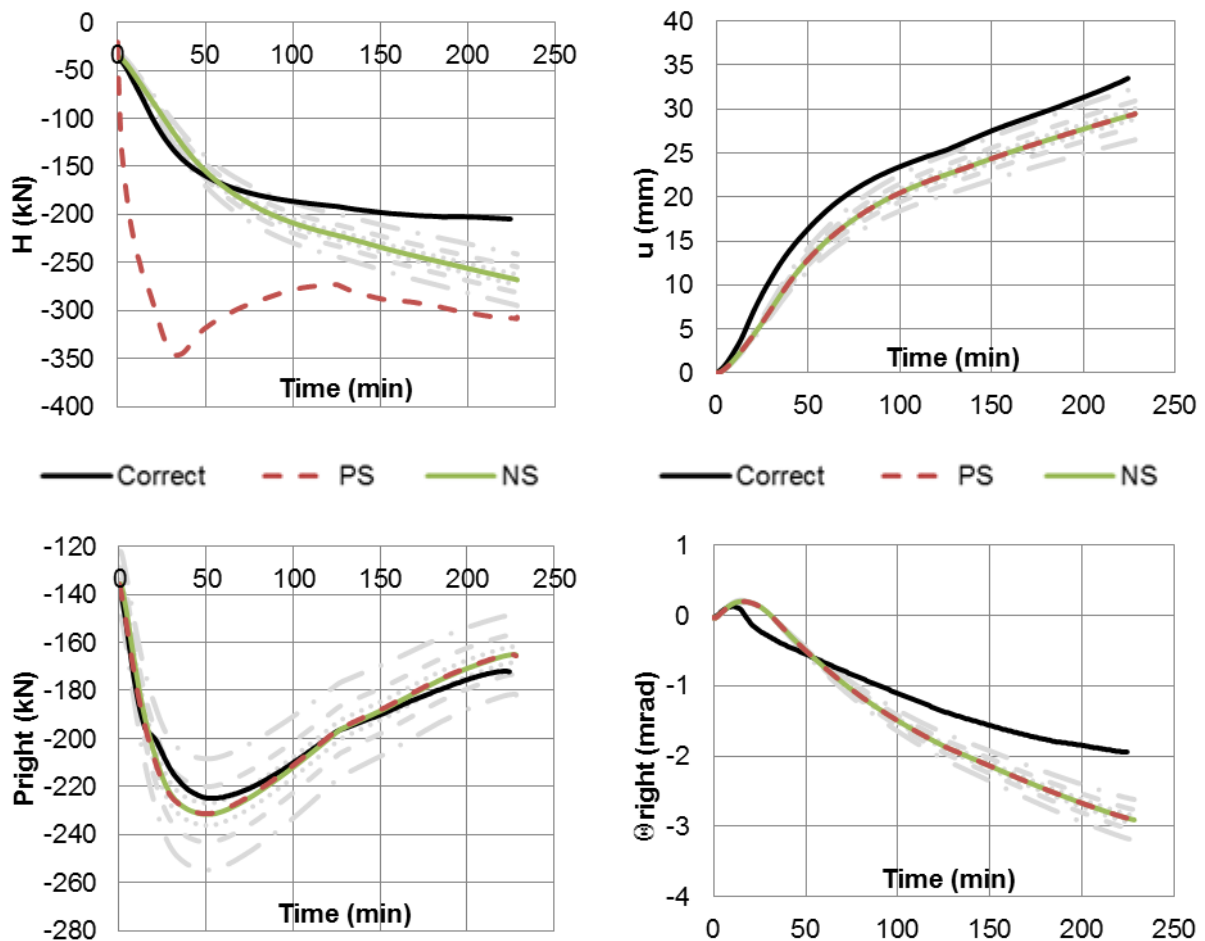 0
-50
-100
-150
-200
-250
-300
-350
-400
0 50 100 150 200 250
H (kN)
Time (min)
40
35
30
25
20
15
10
5
0
0 50 100 150 200 250
u (mm)
Time (min)
Correct PS NS
Correct PS NS
-120
-140
-160
-180
-200
-220
-240
-260
-280
0 50 100 150 200 250
Pright (kN)
Time (min)
1
0
-1
-2
-3
-4
0 50 100 150 200 250
Θright (mrad)
Time (min)